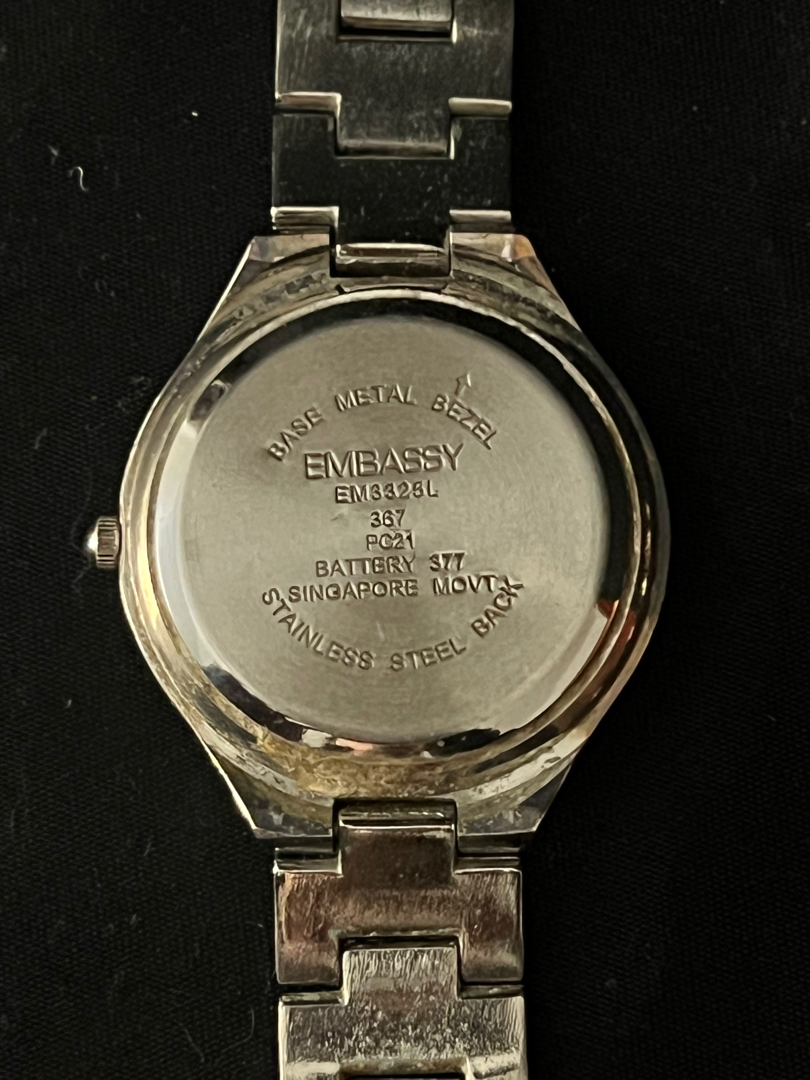 BASE METAL BEZEL
EMBASSY
EM3325L
367
PC21
BATTERY 377
SINGAPORE MOVT
STAINLESS STEEL BACK